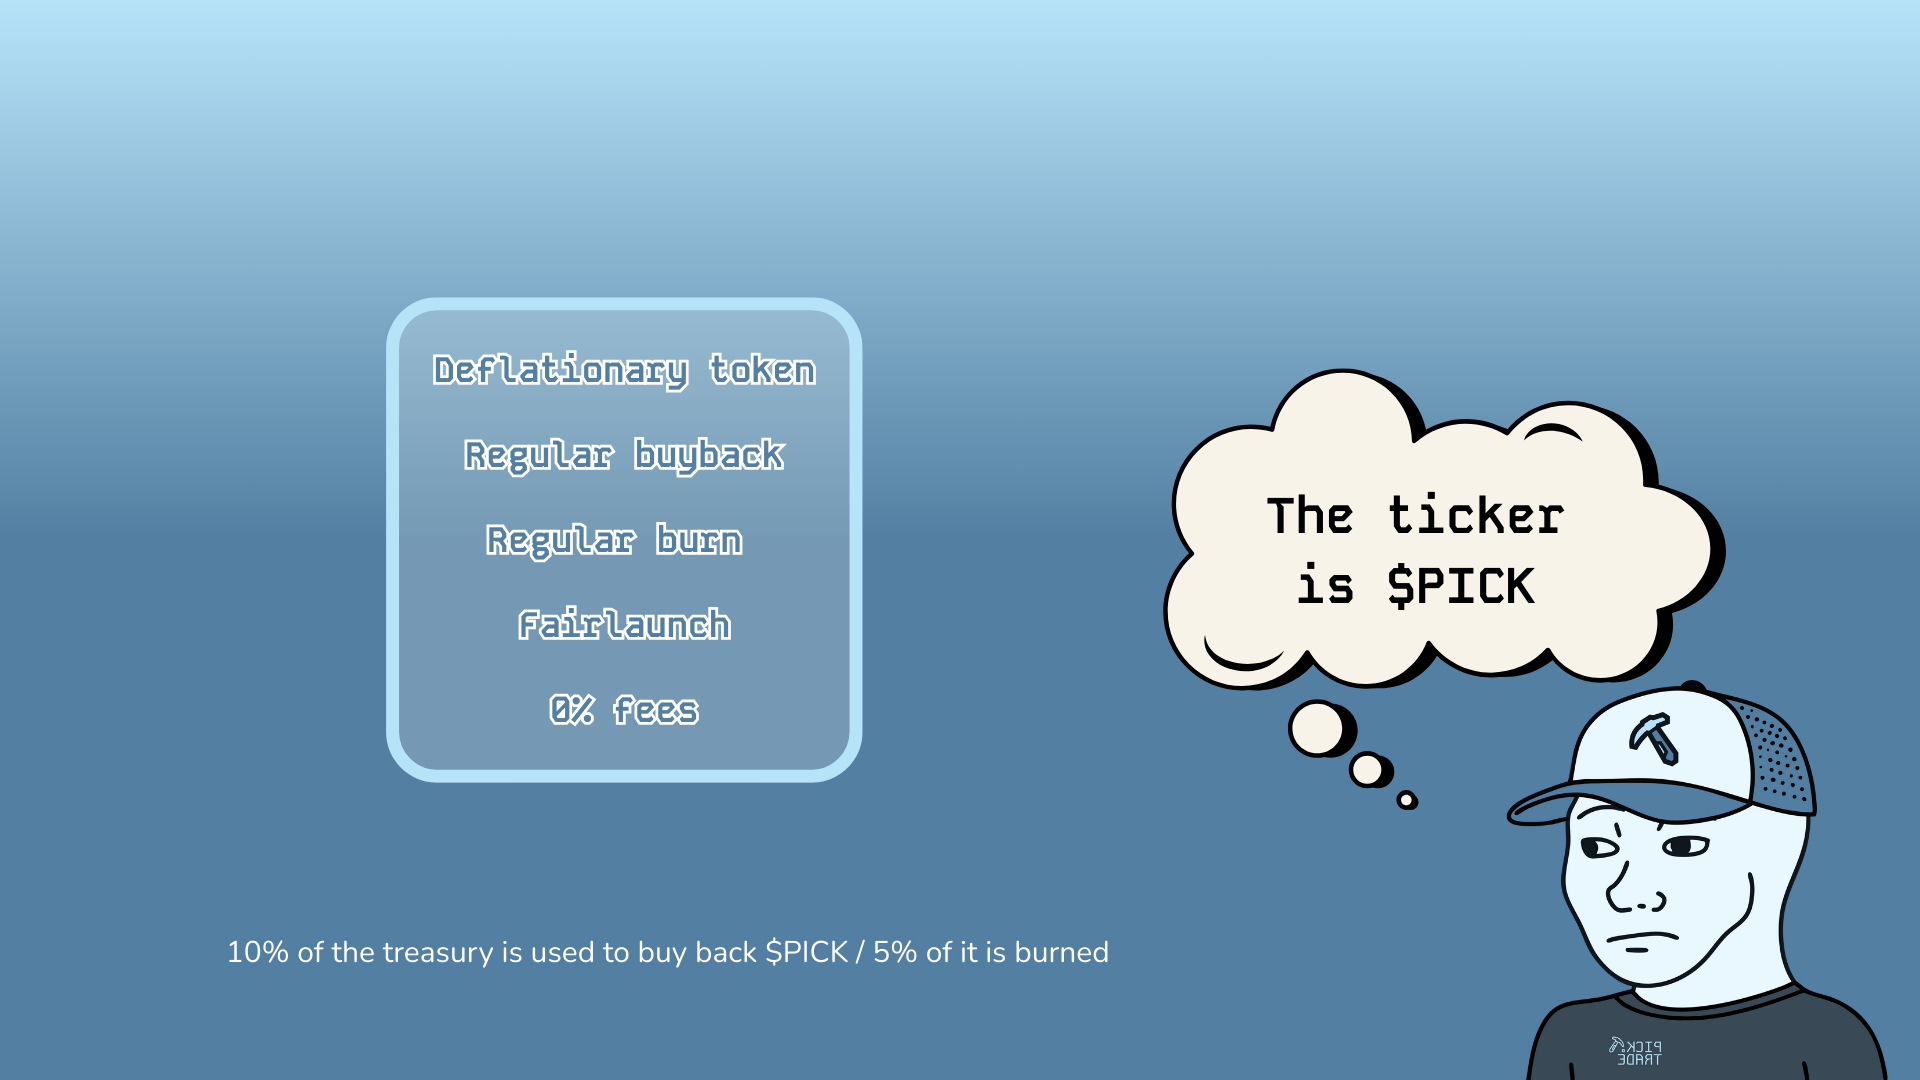 Deflationary token
Regular buyback
Regular burn
Fairlaunch
0% fees
The ticker
is $PICK
10% of the treasury is used to buy back $PICK / 5% of it is burned
PICK&
TRADE